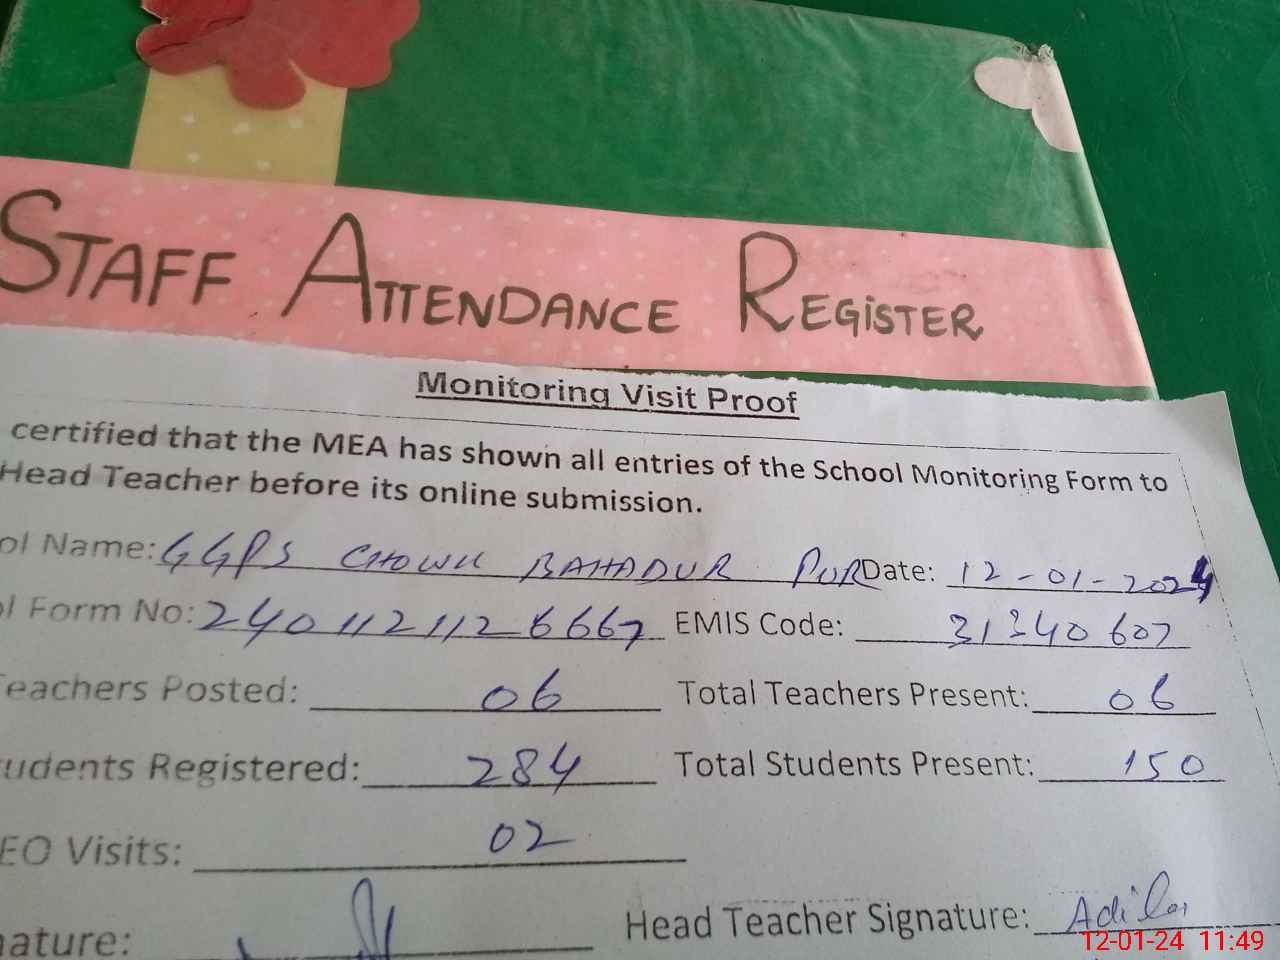 STAFF ATTENDANCE REGISTER
Monitoring Visit Proof
certified that the MEA has shown all entries of the School Monitoring Form to
Head Teacher before its online submission.
ol Name: GGPS CHOWK BAHADUR PUR Date: 12-01-2024
l Form No: 2401121126667 EMIS Code: 31340607
Teachers Posted: 06 Total Teachers Present: 06
udents Registered: 284 Total Students Present: 150
EO Visits: 02
nature: Head Teacher Signature: Adila
12-01-24 11:49